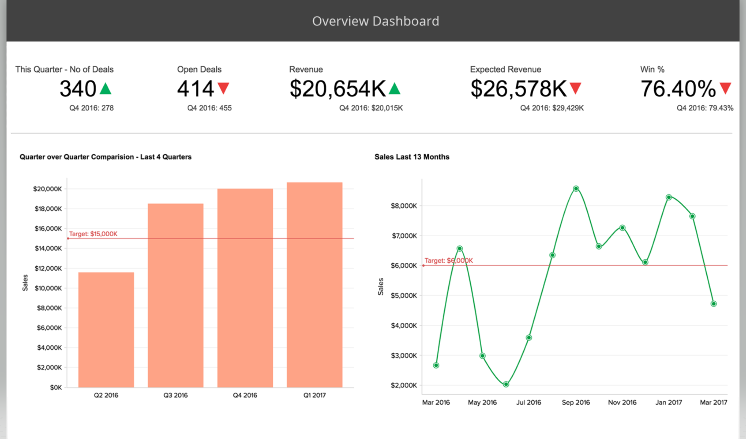 Overview Dashboard
This Quarter - No of Deals
340
Q4 2016: 278
Open Deals
414
Q4 2016: 455
Revenue
$20,654K
Q4 2016: $20,015K
Expected Revenue
$26,578K
Q4 2016: $29,429K
Win %
76.40%
Q4 2016: 79.43%
Quarter over Quarter Comparision - Last 4 Quarters
Sales
$20,000K
$18,000K
$16,000K
$14,000K
$12,000K
$10,000K
$8,000K
$6,000K
$4,000K
$2,000K
$0K
Target: $15,000K
Q2 2016
Q3 2016
Q4 2016
Q1 2017
Sales Last 13 Months
Sales
$8,000K
$7,000K
$6,000K
$5,000K
$4,000K
$3,000K
$2,000K
Target: $6,000K
Mar 2016
May 2016
Jul 2016
Sep 2016
Nov 2016
Jan 2017
Mar 2017